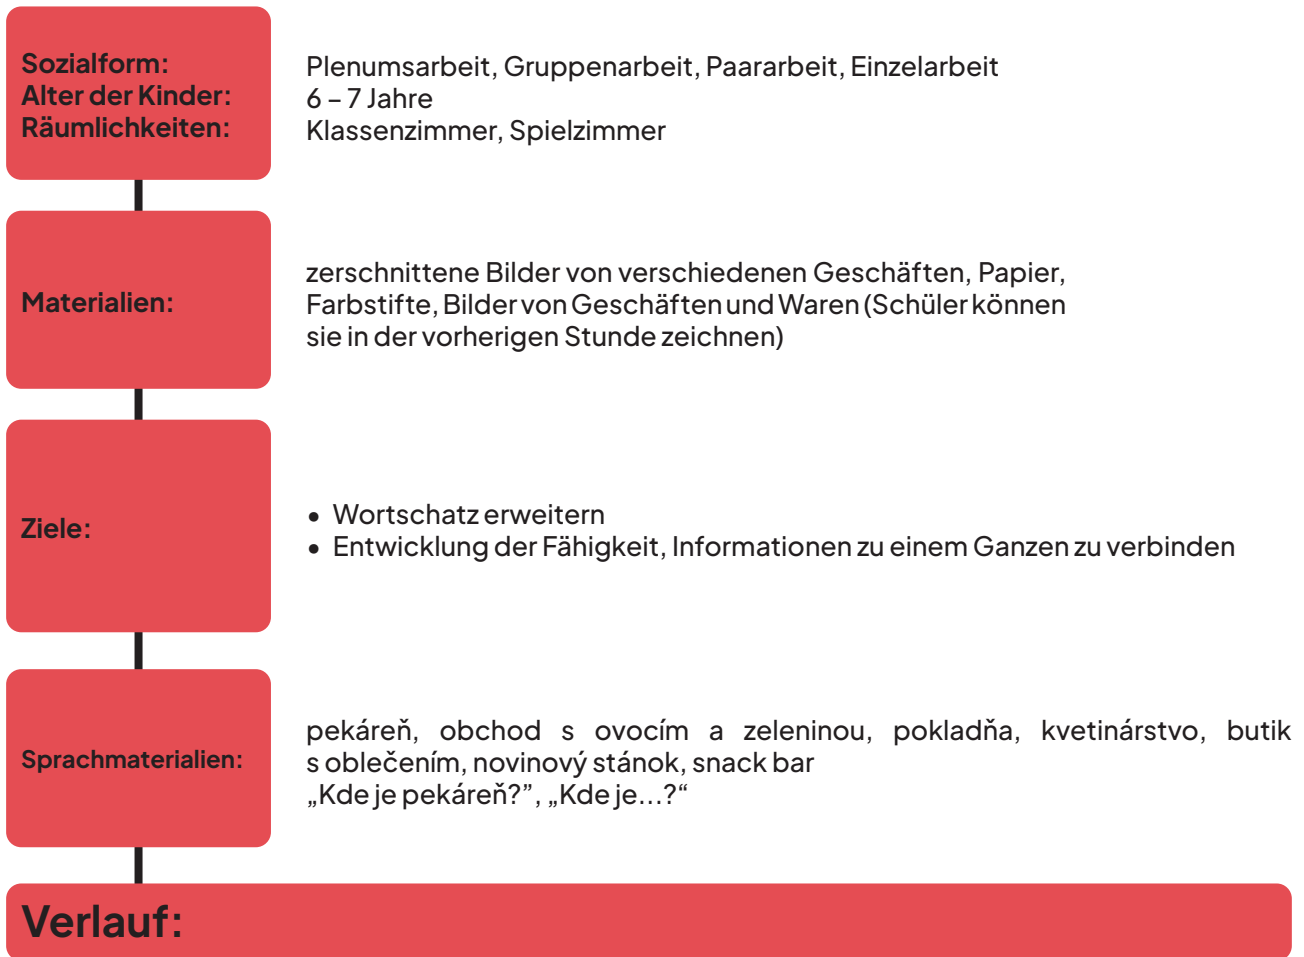 Sozialform:
Alter der Kinder:
Räumlichkeiten:
Plenumsarbeit, Gruppenarbeit, Paararbeit, Einzelarbeit
6 – 7 Jahre
Klassenzimmer, Spielzimmer
Materialien:
zerschnittene Bilder von verschiedenen Geschäften, Papier,
Farbstifte, Bilder von Geschäften und Waren (Schüler können
sie in der vorherigen Stunde zeichnen)
Ziele:
• Wortschatz erweitern
• Entwicklung der Fähigkeit, Informationen zu einem Ganzen zu verbinden
Sprachmaterialien:
pekáreň, obchod s ovocím a zeleninou, pokladňa, kvetinárstvo, butik
s oblečením, novinový stánok, snack bar
„Kde je pekáreň?”, „Kde je...?“
Verlauf: